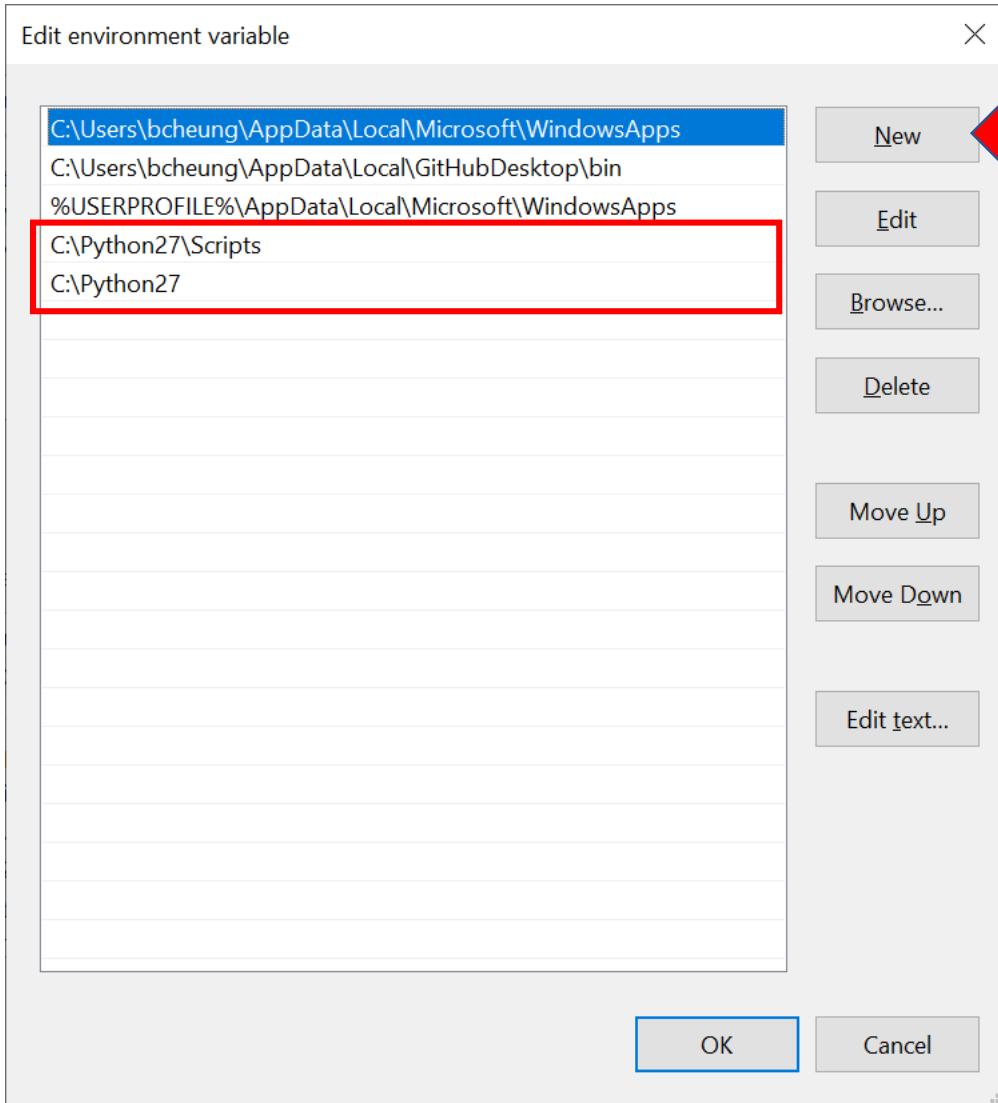 Edit environment variable
C:\Users\bcheung\AppData\Local\Microsoft\WindowsApps
C:\Users\bcheung\AppData\Local\GitHubDesktop\bin
%USERPROFILE%\AppData\Local\Microsoft\WindowsApps
C:\Python27\Scripts
C:\Python27
New
Edit
Browse...
Delete
Move Up
Move Down
Edit text...
OK
Cancel